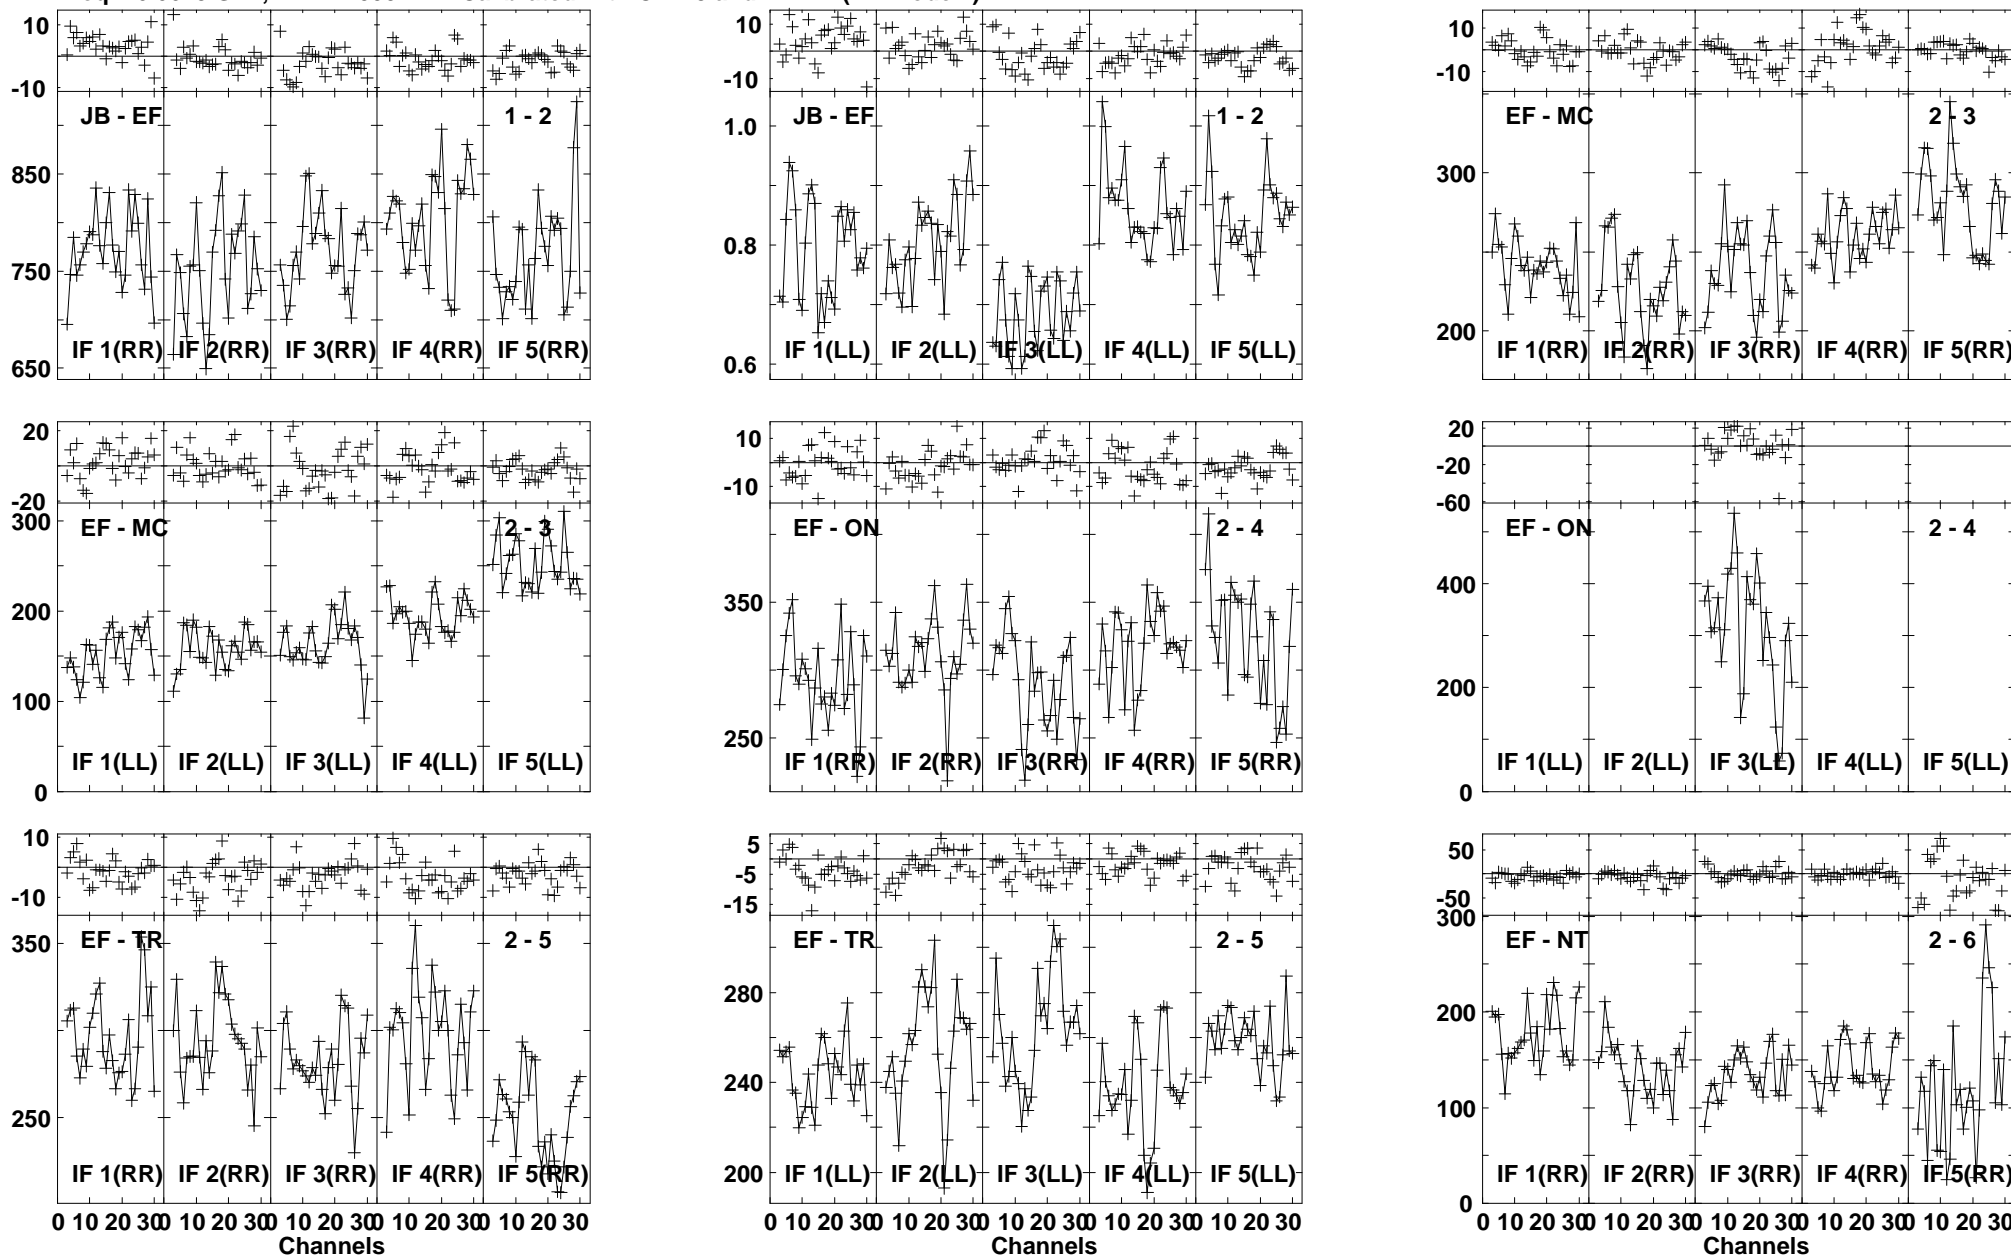 10 10 10
-10 -10 -10
JB - EF 1 - 2 JB - EF 1 - 2 EF - MC 2 - 3
850 1.0 300
750 0.8
650 0.6 200
IF 1(RR) IF 2(RR) IF 3(RR) IF 4(RR) IF 5(RR) IF 1(LL) IF 2(LL) IF 3(LL) IF 4(LL) IF 5(LL) IF 1(RR) IF 2(RR) IF 3(RR) IF 4(RR) IF 5(RR)
20 10 20
-20 -10 -20
-60
EF - MC 2 - 3 EF - ON 2 - 4 EF - ON 2 - 4
300 350 400
200 200
100 250
0 0
IF 1(LL) IF 2(LL) IF 3(LL) IF 4(LL) IF 5(LL) IF 1(RR) IF 2(RR) IF 3(RR) IF 4(RR) IF 5(RR) IF 1(LL) IF 2(LL) IF 3(LL) IF 4(LL) IF 5(LL)
10 5 50
-10 -5 -50
-15
EF - TR 2 - 5 EF - TR 2 - 5 EF - NT 2 - 6
350 280 300
250 240 200
200 100
0
IF 1(RR) IF 2(RR) IF 3(RR) IF 4(RR) IF 5(RR) IF 1(LL) IF 2(LL) IF 3(LL) IF 4(LL) IF 5(LL) IF 1(RR) IF 2(RR) IF 3(RR) IF 4(RR) IF 5(RR)
0 10 20 30 0 10 20 30 0 10 20 30 0 10 20 30 0 10 20 30 0 10 20 30 0 10 20 30 0 10 20 30 0 10 20 30 0 10 20 30 0 10 20 30 0 10 20 30 0 10 20 30 0 10 20 30 0 10 20 30
Channels Channels Channels